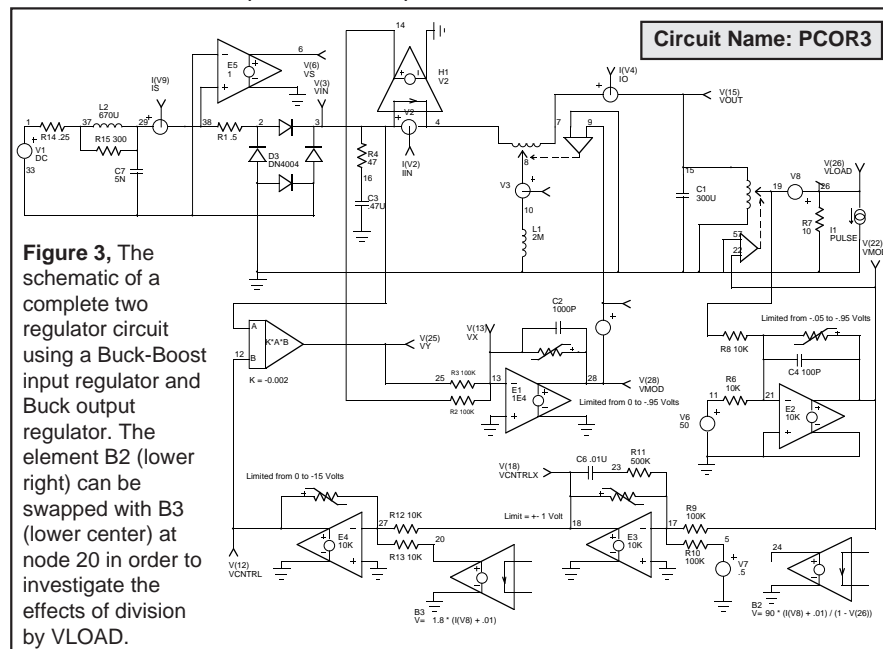 Circuit Name: PCOR3
14
E5
1
6
V(6)
VS
V(3)
VIN
H1
V2
I(V4)
IO
V(15)
VOUT
I(V9)
IS
L2
670U
1
R14 .25
37
29
38
R1 .5
2
3
V2
4
7
9
R15 300
V1
DC
33
C7
5N
D3
DN4004
R4
47
16
C3
.47U
I(V2)
IIN
8
V3
10
L1
2M
15
C1
300U
57
22
19
V8
26
V(26)
VLOAD
R7
10
I1
PULSE
V(22)
VMOD
Figure 3, The
schematic of a
complete two
regulator circuit
using a Buck-Boost
input regulator and
Buck output
regulator. The
element B2 (lower
right) can be
swapped with B3
(lower center) at
node 20 in order to
investigate the
effects of division
by VLOAD.
A
12
B
K*A*B
K = -0.002
V(25)
VY
V(13)
VX
C2
1000P
25
R3 100K
R2 100K
13
E1
1E4
28
V(28)
VMOD
Limited from 0 to -.95 Volts
Limited from -.05 to -.95 Volts
R8 10K
C4 100P
11
R6
10K
21
V6
50
E2
10K
Limited from 0 to -15 Volts
V(18)
VCNTRLX
C6 .01U
23
R11
500K
R12 10K
27
E4
10K
R13 10K
20
Limit = +- 1 Volt
18
E3
10K
17
R9
100K
R10
100K
5
V7
.5
24
V(12)
VCNTRL
B3
V= 1.8 * (I(V8) + .01)
B2
V= 90 * (I(V8) + .01) / (1 - V(26))